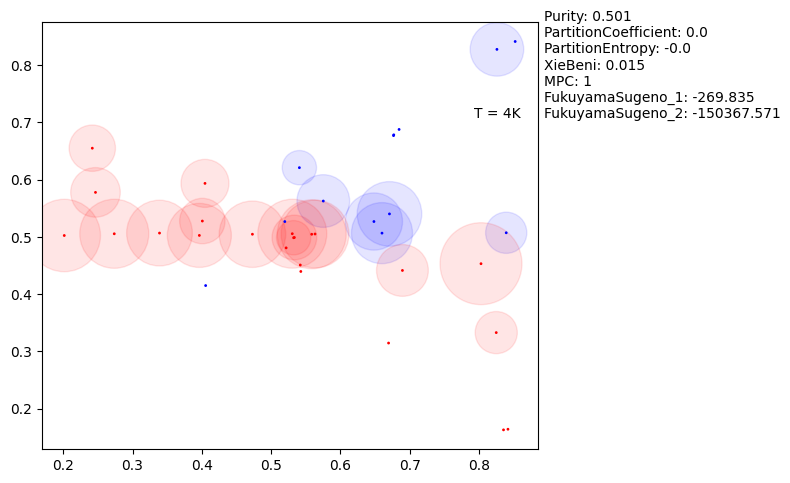 Purity: 0.501
PartitionCoefficient: 0.0
PartitionEntropy: -0.0
XieBeni: 0.015
MPC: 1
FukuyamaSugeno_1: -269.835
FukuyamaSugeno_2: -150367.571
T = 4K
0.8
0.7
0.6
0.5
0.4
0.3
0.2
0.2 0.3 0.4 0.5 0.6 0.7 0.8